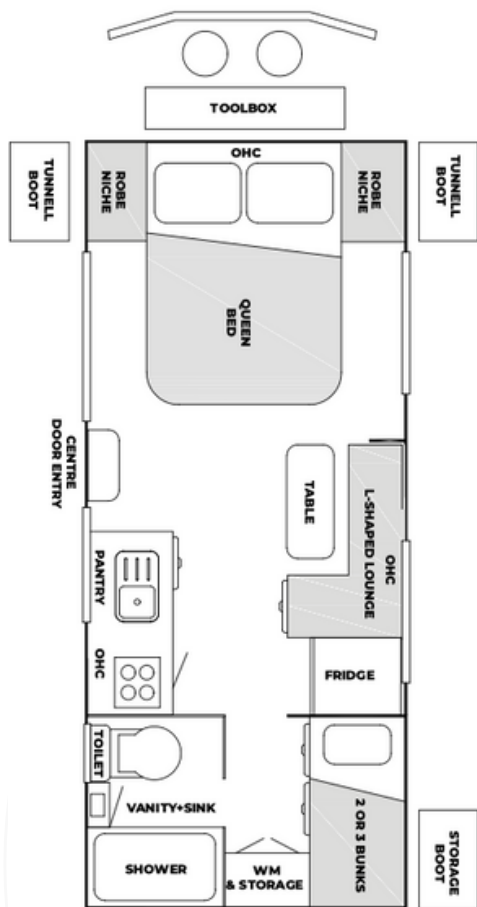 TOOLBOX
TUNNELL
BOOT
ROBE
NICHE
OHC
ROBE
NICHE
TUNNELL
BOOT
QUEEN
BED
CENTRE
DOOR ENTRY
TABLE
L-SHAPED LOUNGE
OHC
PANTRY
OHC
FRIDGE
TOILET
VANITY+SINK
2 OR 3 BUNKS
SHOWER
WM
& STORAGE
STORAGE
BOOT